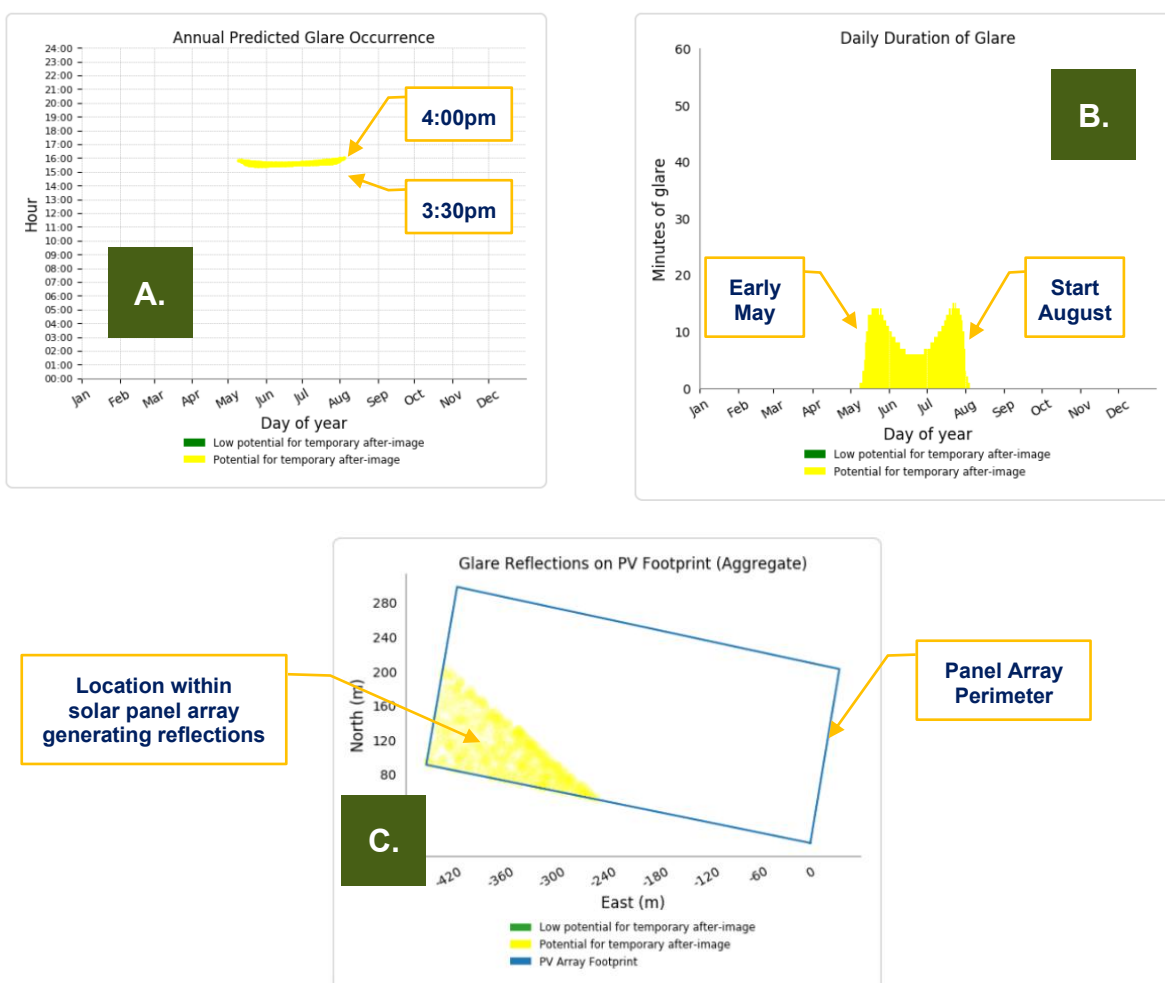 Annual Predicted Glare Occurrence
24:00
23:00
22:00
21:00
20:00
19:00
18:00
17:00
16:00
15:00
14:00
13:00
12:00
11:00
10:00
09:00
08:00
07:00
06:00
05:00
04:00
03:00
02:00
01:00
00:00
Hour
4:00pm
3:30pm
A.
Jan Feb Mar Apr May Jun Jul Aug Sep Oct Nov Dec
Day of year
Low potential for temporary after-image
Potential for temporary after-image
Daily Duration of Glare
60
50
40
30
20
10
0
Minutes of glare
B.
Early
May
Start
August
Jan Feb Mar Apr May Jun Jul Aug Sep Oct Nov Dec
Day of year
Low potential for temporary after-image
Potential for temporary after-image
Glare Reflections on PV Footprint (Aggregate)
280
240
200
160
120
80
North (m)
Location within
solar panel array
generating reflections
Panel Array
Perimeter
C.
-420 -360 -300 -240 -180 -120 -60 0
East (m)
Low potential for temporary after-image
Potential for temporary after-image
PV Array Footprint